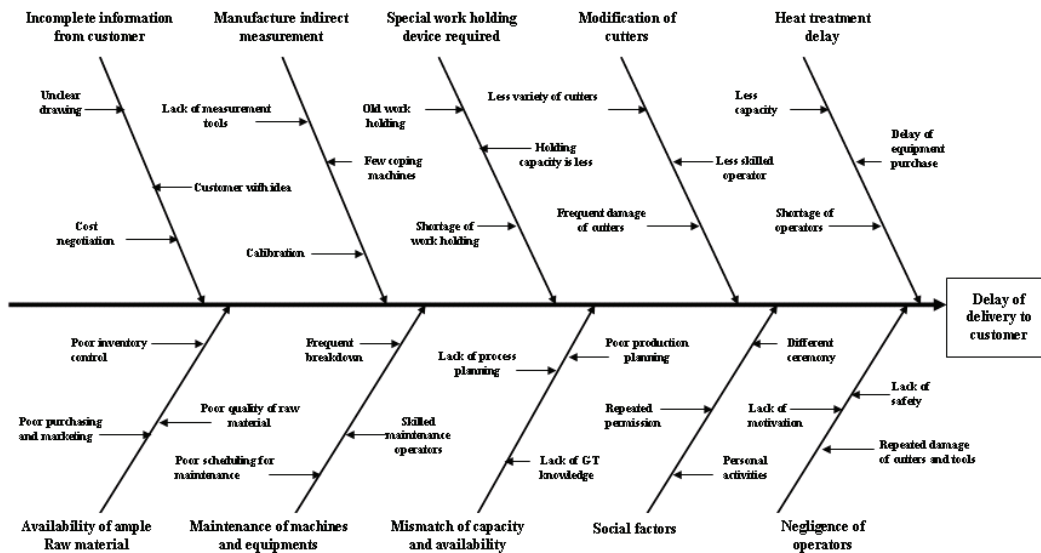 Incomplete information
from customer
Manufacture indirect
measurement
Special work holding
device required
Modification of
cutters
Heat treatment
delay
Unclear
drawing
Customer with idea
Cost
negotiation
Lack of measurement
tools
Few coping
machines
Calibration
Old work
holding
Holding
capacity is less
Shortage of
work holding
Less variety of cutters
Less skilled
operator
Frequent damage
of cutters
Less
capacity
Delay of
equipment
purchase
Shortage of
operators
Delay of
delivery to
customer
Poor inventory
control
Poor quality of raw
material
Poor purchasing
and marketing
Frequent
breakdown
Skilled
maintenance
operators
Poor scheduling for
maintenance
Lack of process
planning
Poor production
planning
Lack of GT
knowledge
Different
ceremony
Repeated
permission
Personal
activities
Lack of
safety
Lack of
motivation
Repeated damage
of cutters and tools
Availability of ample
Raw material
Maintenance of machines
and equipments
Mismatch of capacity
and availability
Social factors
Negligence of
operators